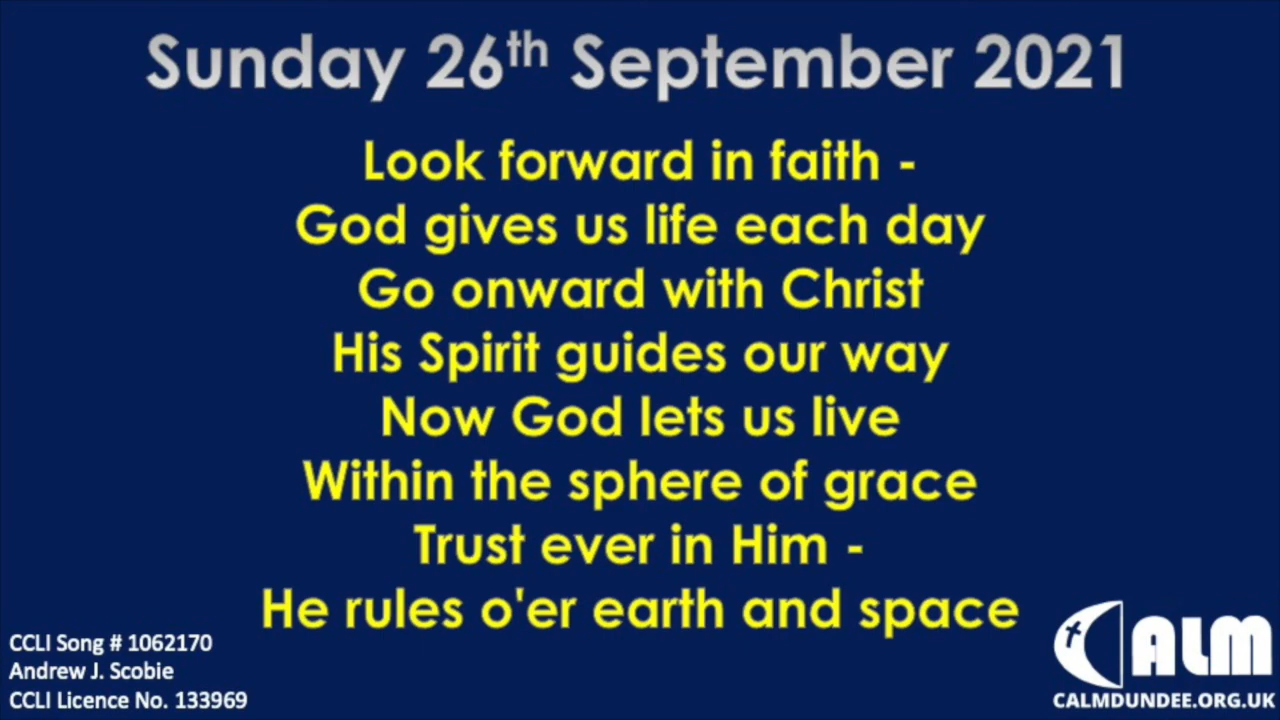 Sunday 26th September 2021
Look forward in faith -
God gives us life each day
Go onward with Christ
His Spirit guides our way
Now God lets us live
Within the sphere of grace
Trust ever in Him -
He rules o'er earth and space
CCLI Song # 1062170
Andrew J. Scobie
CCLI Licence No. 133969
CALM
CALMDUNDEE.ORG.UK